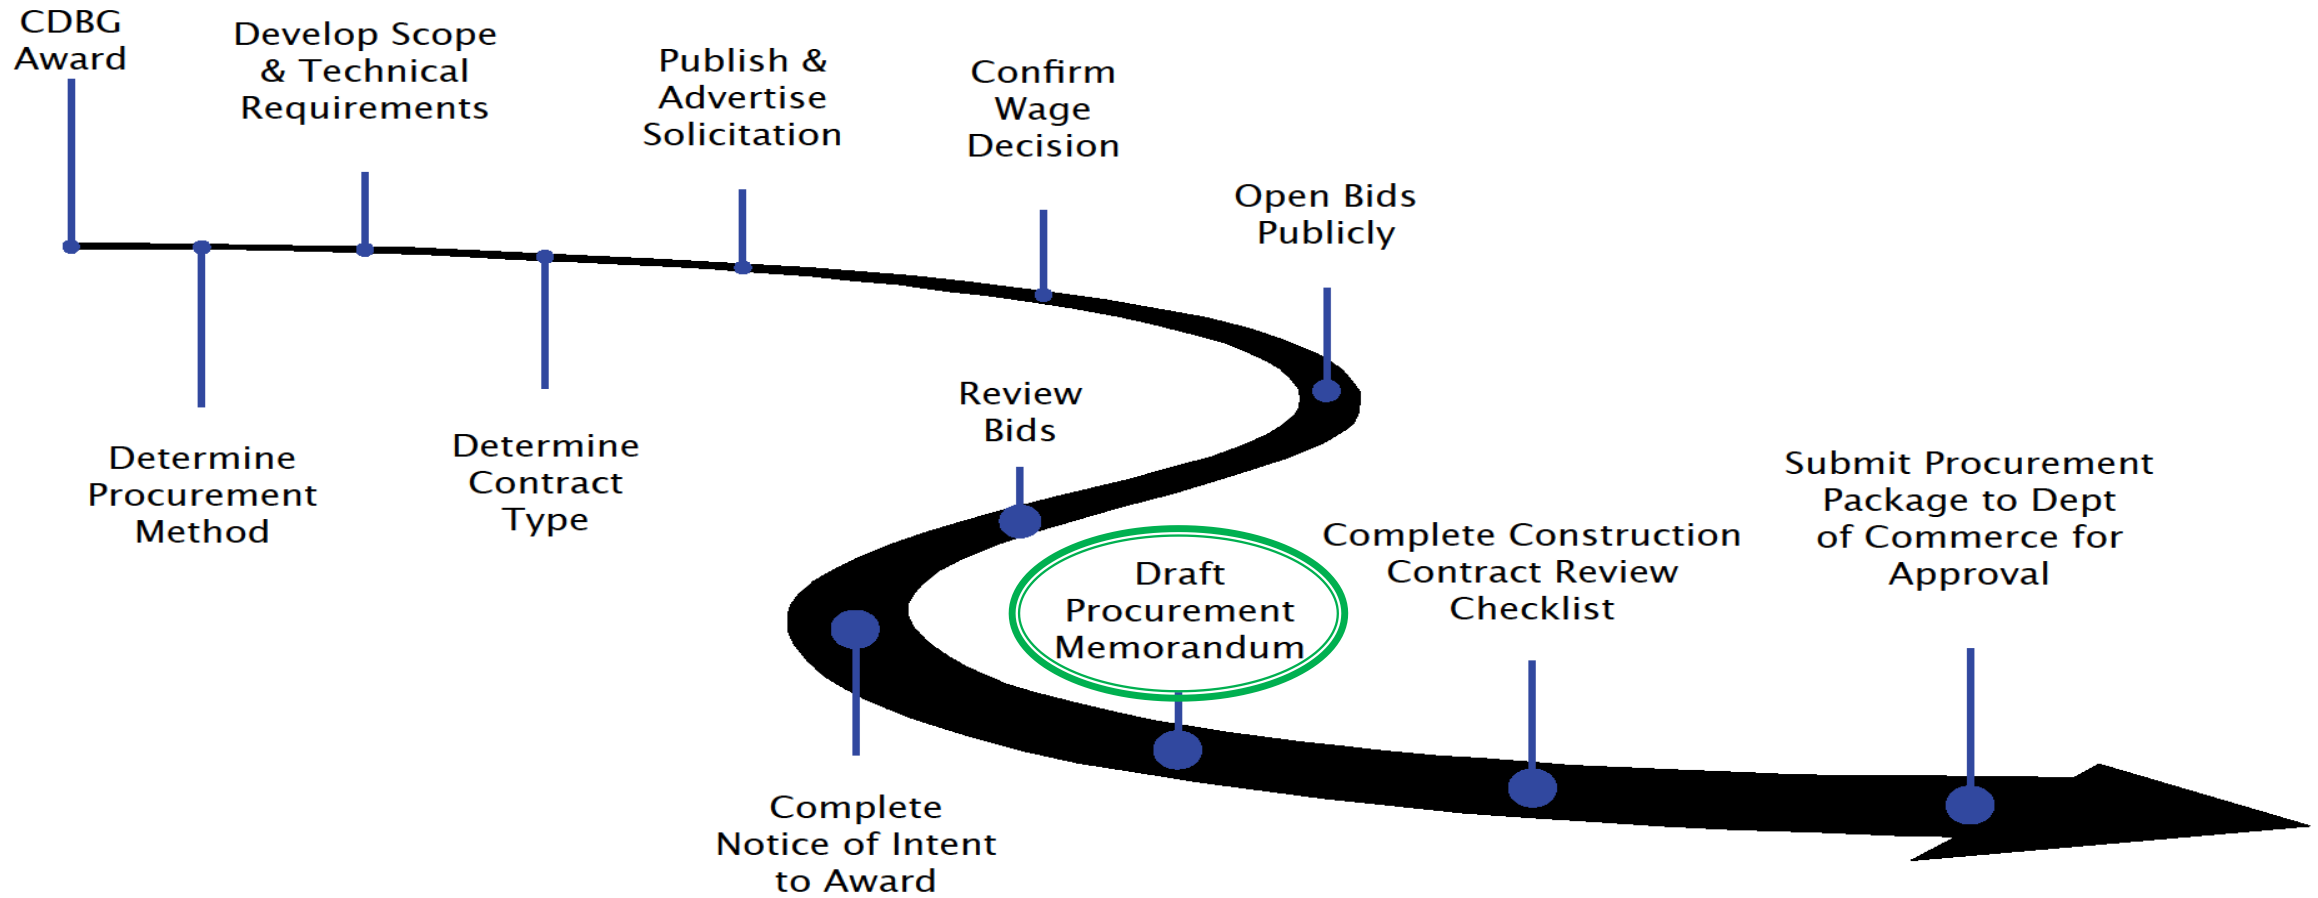 CDBG
Award
Determine
Procurement
Method
Develop Scope
& Technical
Requirements
Determine
Contract
Type
Publish &
Advertise
Solicitation
Confirm
Wage
Decision
Open Bids
Publicly
Review
Bids
Complete
Notice of Intent
to Award
Draft
Procurement
Memorandum
Complete Construction
Contract Review
Checklist
Submit Procurement
Package to Dept
of Commerce for
Approval